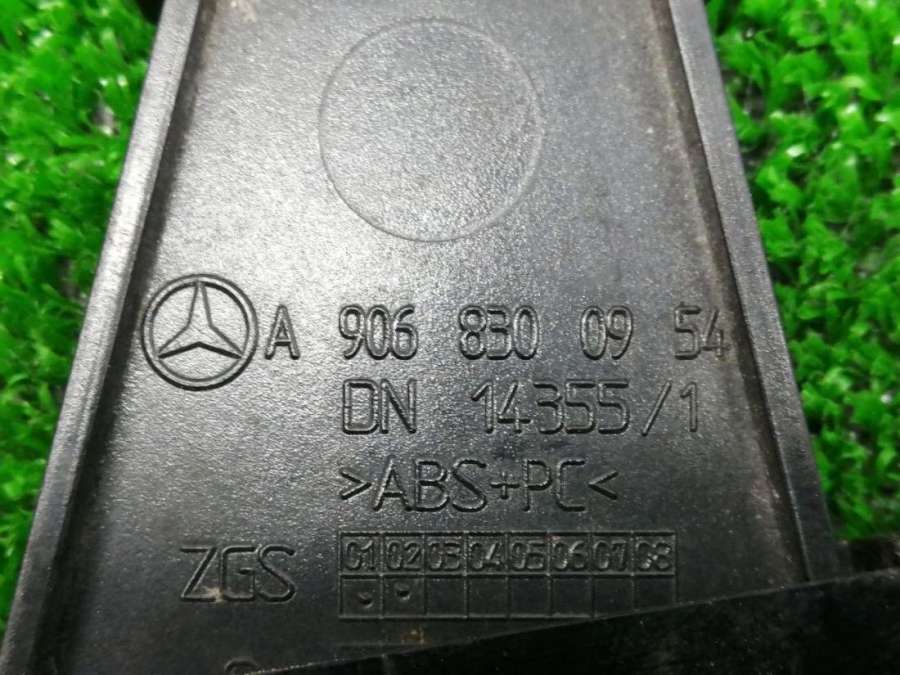 A 906 830 09 54
DN 14355/1
>ABS+PC<
ZGS 01 02 03 04 05 06 07 08